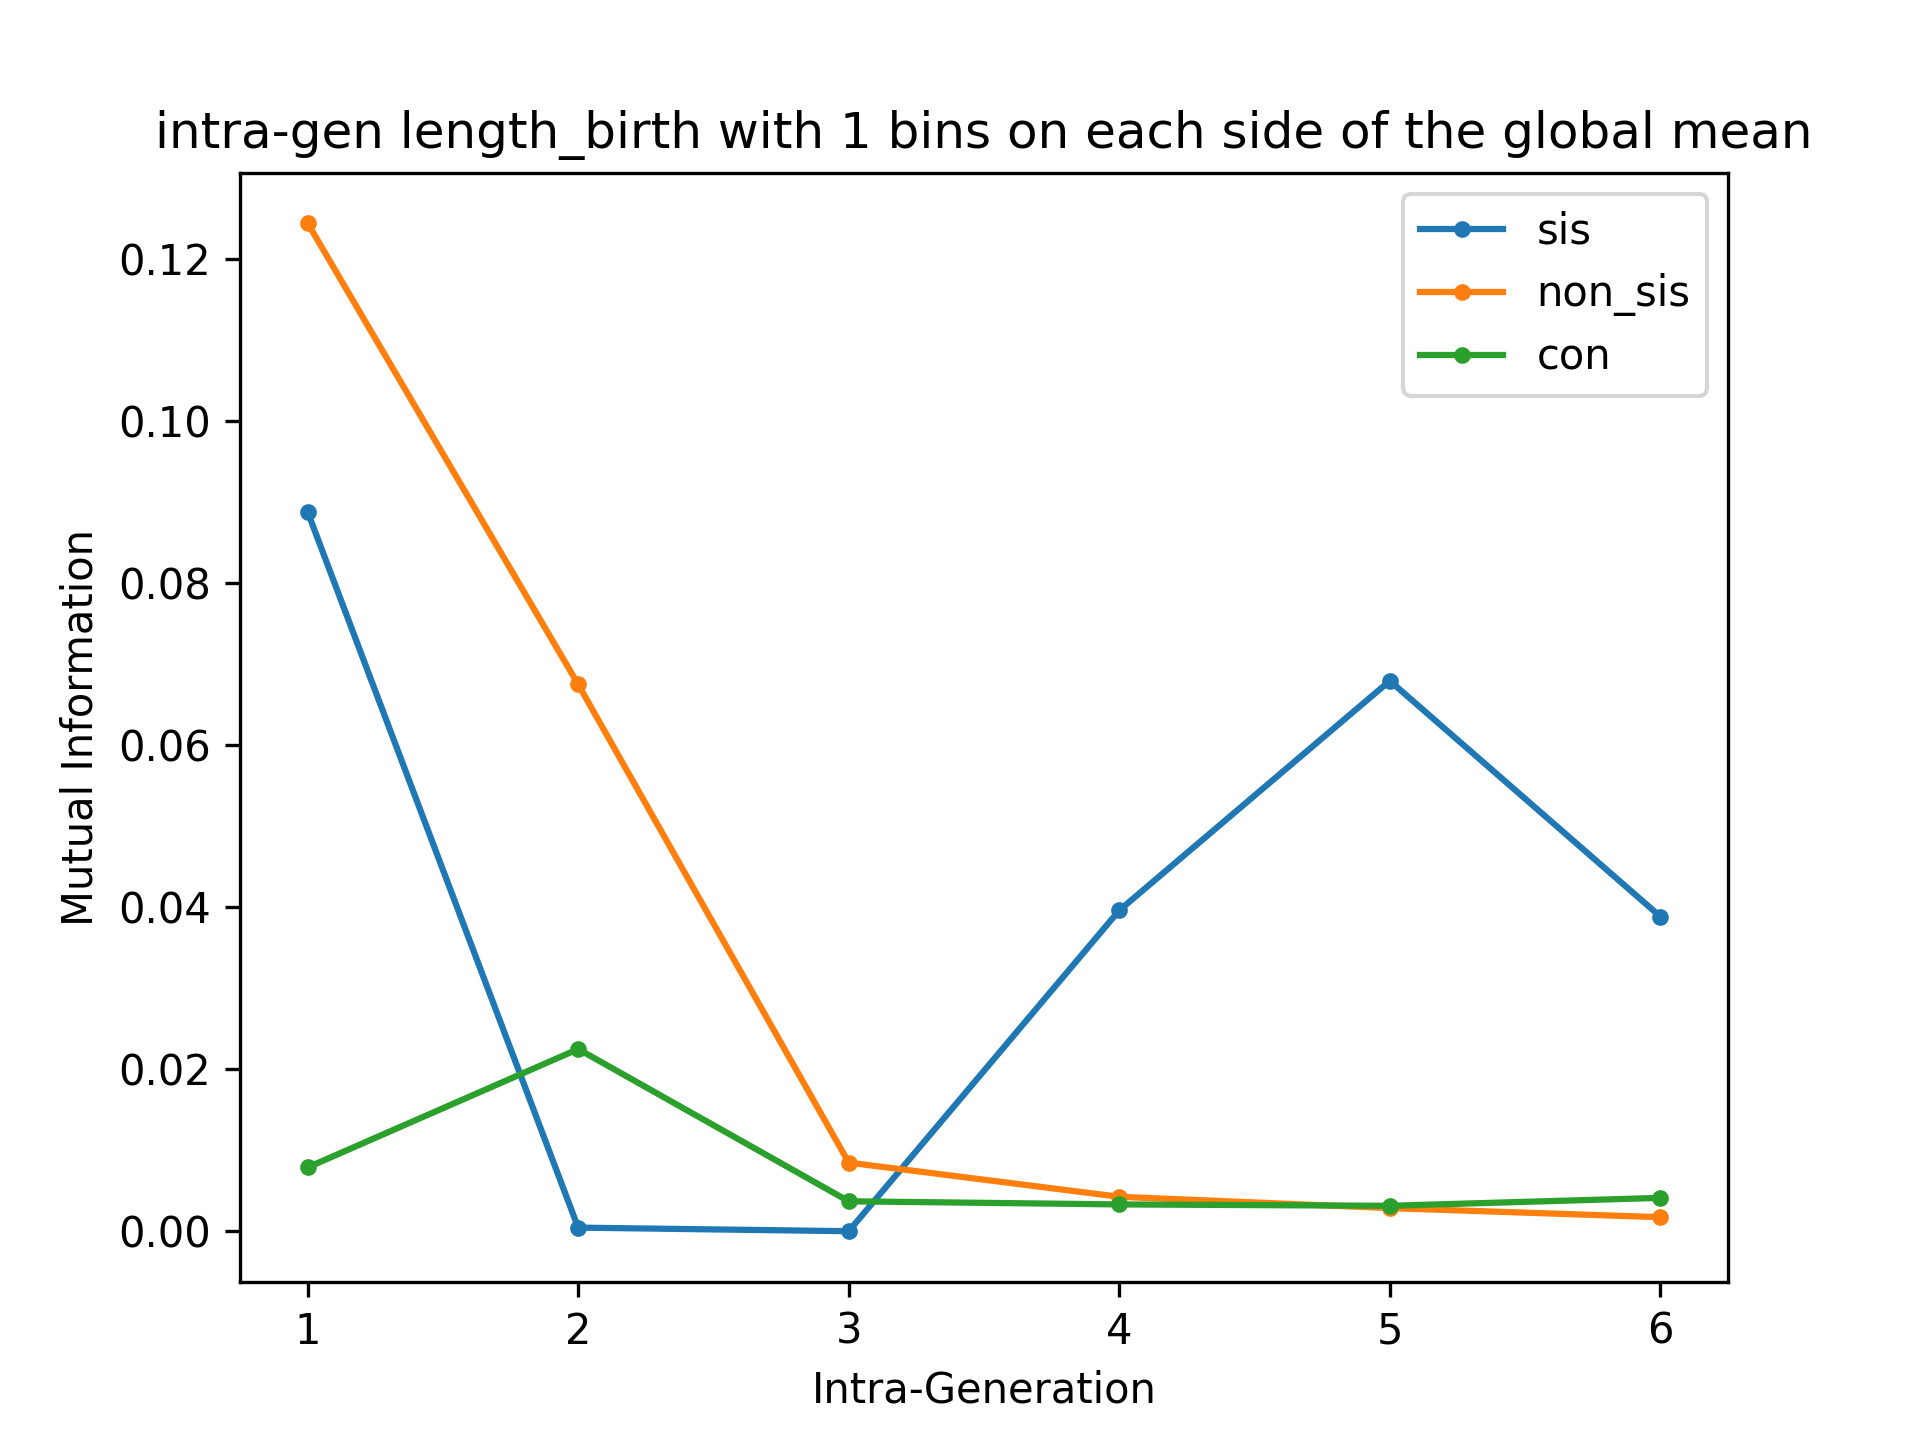 intra-gen length_birth with 1 bins on each side of the global mean
sis
non_sis
con
Mutual Information
0.12
0.10
0.08
0.06
0.04
0.02
0.00
1 2 3 4 5 6
Intra-Generation